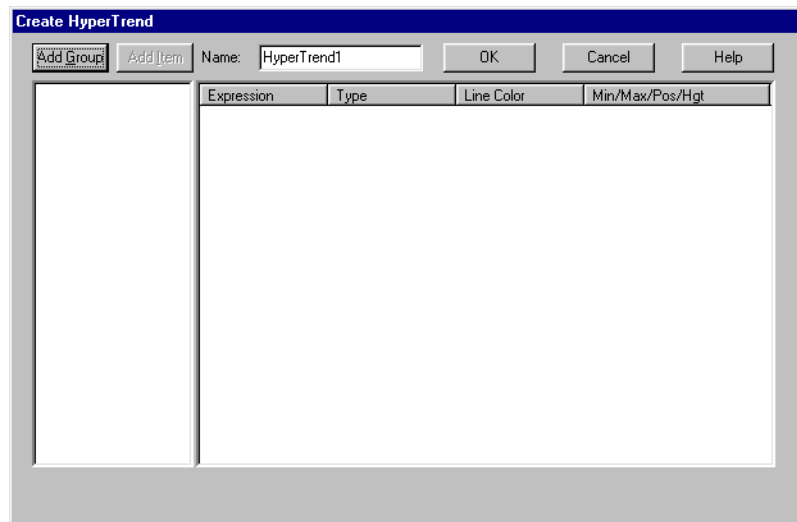 Create HyperTrend
Add Group Add Item Name: HyperTrend1 OK Cancel Help
Expression Type Line Color Min/Max/Pos/Hgt